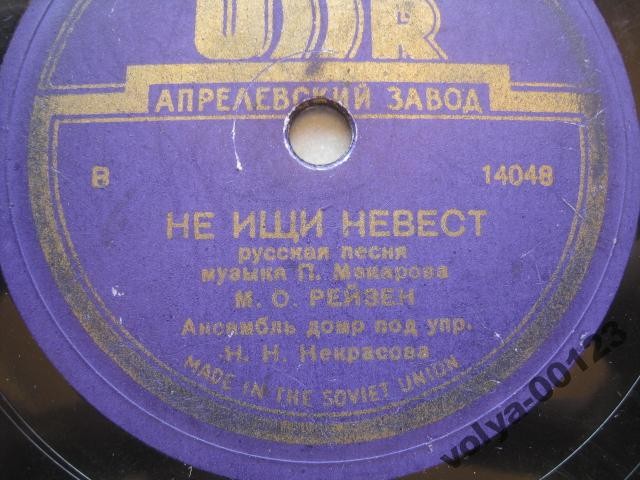 USSR
АПРЕЛЕВСКИЙ ЗАВОД
В 14048
НЕ ИЩИ НЕВЕСТ
русская песня
музыка П. Макарова
М. О. РЕЙЗЕН
Ансамбль домр под упр.
Н. Н. Некрасова
MADE IN THE SOVIET UNION
volya-00123